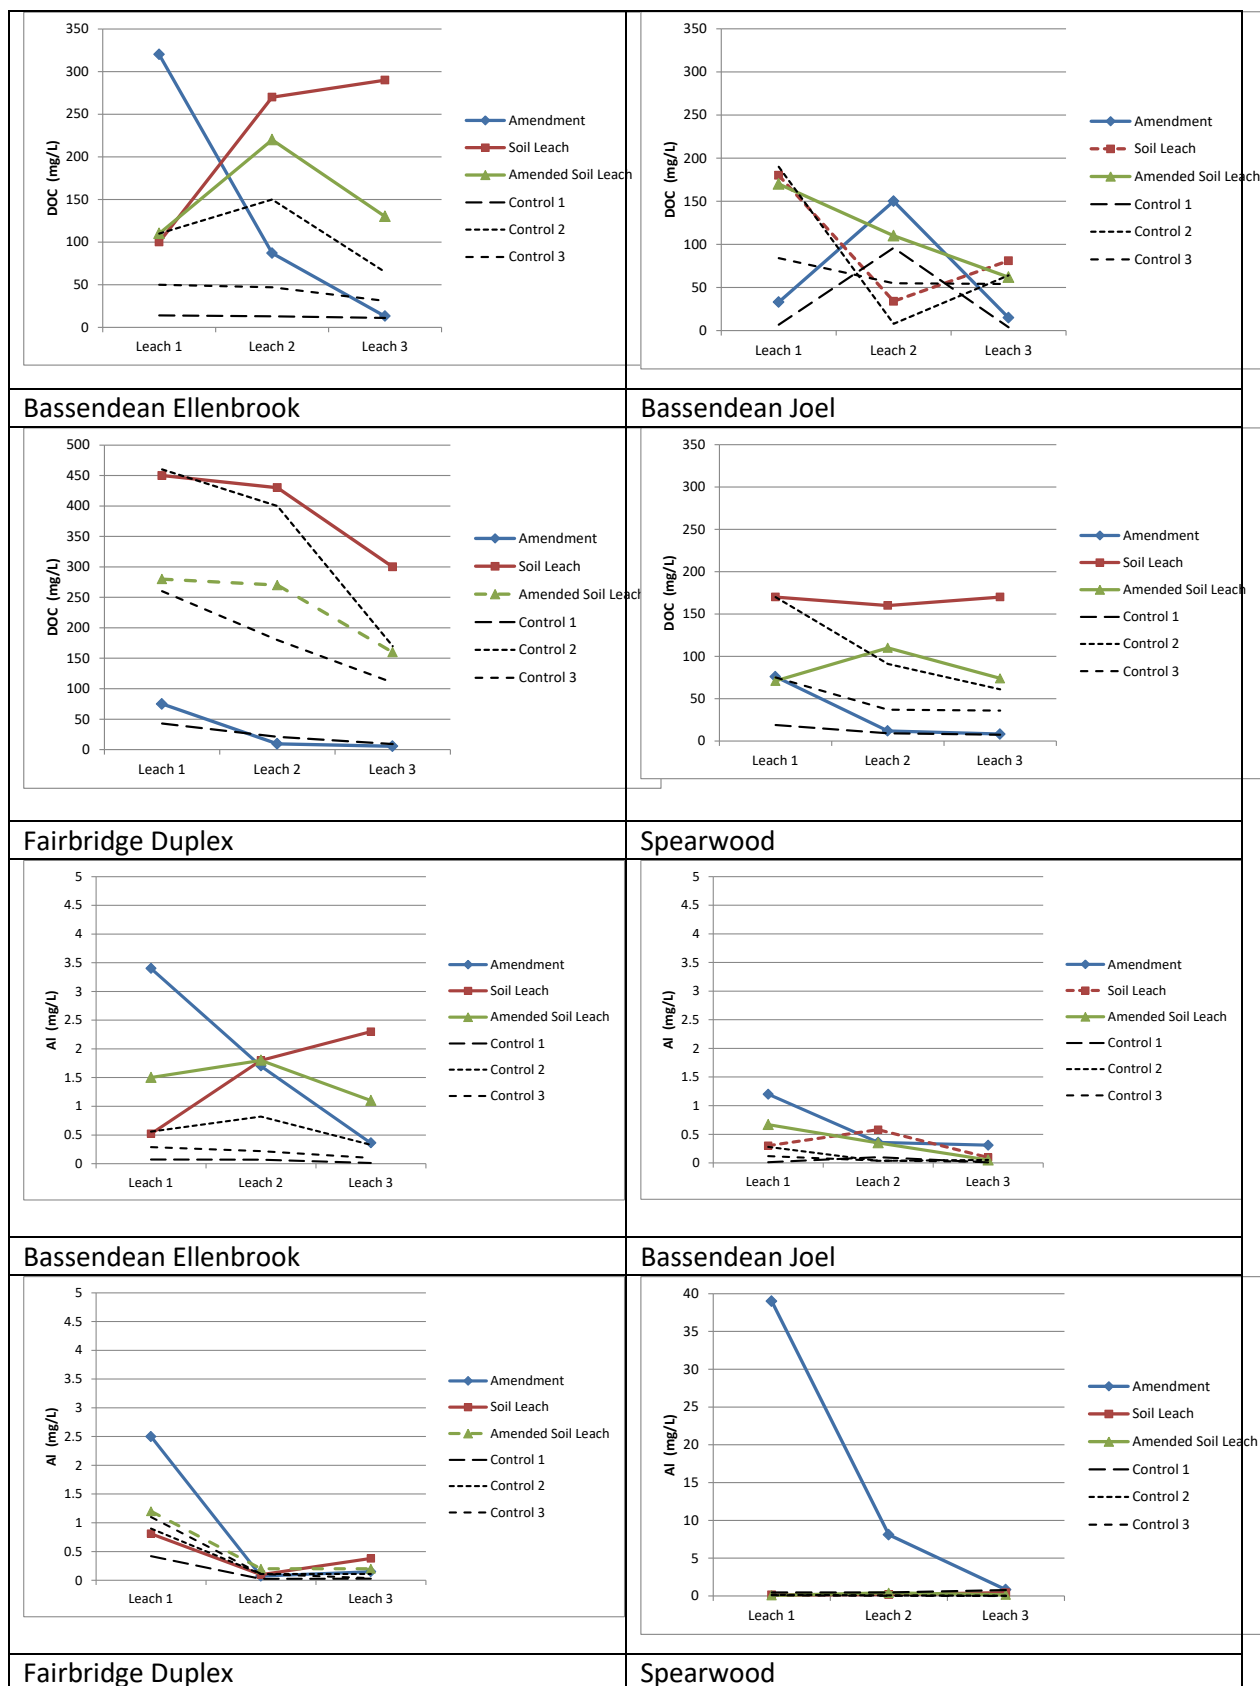 350
300
250
200
150
100
50
0
DOC (mg/L)
Leach 1 Leach 2 Leach 3
Amendment
Soil Leach
Amended Soil Leach
Control 1
Control 2
Control 3
350
300
250
200
150
100
50
0
DOC (mg/L)
Leach 1 Leach 2 Leach 3
Amendment
Soil Leach
Amended Soil Leach
Control 1
Control 2
Control 3
Bassendean Ellenbrook
Bassendean Joel
500
450
400
350
300
250
200
150
100
50
0
DOC (mg/L)
Leach 1 Leach 2 Leach 3
Amendment
Soil Leach
Amended Soil Leach
Control 1
Control 2
Control 3
350
300
250
200
150
100
50
0
DOC (mg/L)
Leach 1 Leach 2 Leach 3
Amendment
Soil Leach
Amended Soil Leach
Control 1
Control 2
Control 3
Fairbridge Duplex
Spearwood
5
4.5
4
3.5
3
2.5
2
1.5
1
0.5
0
Al (mg/L)
Leach 1 Leach 2 Leach 3
Amendment
Soil Leach
Amended Soil Leach
Control 1
Control 2
Control 3
5
4.5
4
3.5
3
2.5
2
1.5
1
0.5
0
Al (mg/L)
Leach 1 Leach 2 Leach 3
Amendment
Soil Leach
Amended Soil Leach
Control 1
Control 2
Control 3
Bassendean Ellenbrook
Bassendean Joel
5
4.5
4
3.5
3
2.5
2
1.5
1
0.5
0
Al (mg/L)
Leach 1 Leach 2 Leach 3
Amendment
Soil Leach
Amended Soil Leach
Control 1
Control 2
Control 3
40
35
30
25
20
15
10
5
0
Al (mg/L)
Leach 1 Leach 2 Leach 3
Amendment
Soil Leach
Amended Soil Leach
Control 1
Control 2
Control 3
Fairbridge Duplex
Spearwood